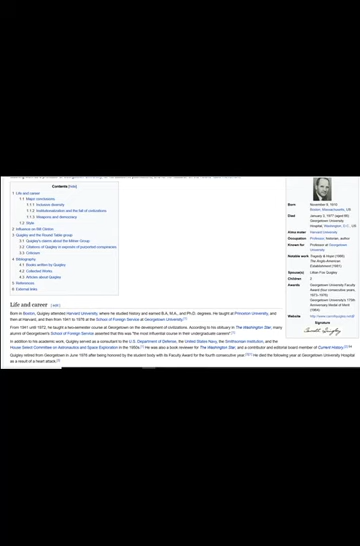 Contents [hide]
1 Life and career
1.1 Major conclusions
1.1.1 Inclusive diversity
1.1.2 Institutionalization and the fall of civilizations
1.1.3 Weapons and democracy
1.2 Style
2 Influence on Bill Clinton
3 Quigley and the Round Table group
3.1 Quigley's claims about the Milner Group
3.2 Citations of Quigley in
3.3 Unknown
4 Bibliography
4.1 Books written by Quigley
4.2 Collected Works
4.3 Articles about Quigley
5 References
6 External links
Life and career [edit]
Born in Boston, Quigley attended Harvard University, where he studied history and earned B.A, M.A., and Ph.D. degrees. He taught at Princeton University, and
then at Harvard, and then from 1941 to 1976 at the School of Foreign Service at Georgetown University.
From 1941 until 1972, he taught a two-semester course at Georgetown on the development of civilizations. According to his obituary in The Washington Star, many
alumni of Georgetown's School of Foreign Service asserted that this was "the most influential course in their undergraduate careers".
In addition to his academic work, Quigley served as a consultant to the U.S. Department of Defense, the United States Navy, the Smithsonian Institution, and the
House Select Committee on Astronautics and Space Exploration in the 1950s. He was also a book reviewer for The Washington Star, and a contributor and editorial board member of Current History.
Quigley retired from Georgetown in June 1976 after being honored by the student body with its Faculty Award for the fourth consecutive year. He died the following year at Georgetown University Hospital
as a result of a heart attack.
Born November 9, 1910
Boston, Massachusetts, US
Died January 3, 1977 (aged 66)
Georgetown University
Hospital, Washington, D.C., US
Alma mater Harvard University
Occupation Professor, historian, author
Known for Professor at Georgetown
University
Notable work Tragedy & Hope (1966)
The Anglo-American
Establishment (1981)
Spouse(s) Lillian Fox Quigley
Children 2
Awards Georgetown University Faculty
Award (four consecutive years
Georgetown University's
Medal of Merit
Website
Signature
Carroll Quigley